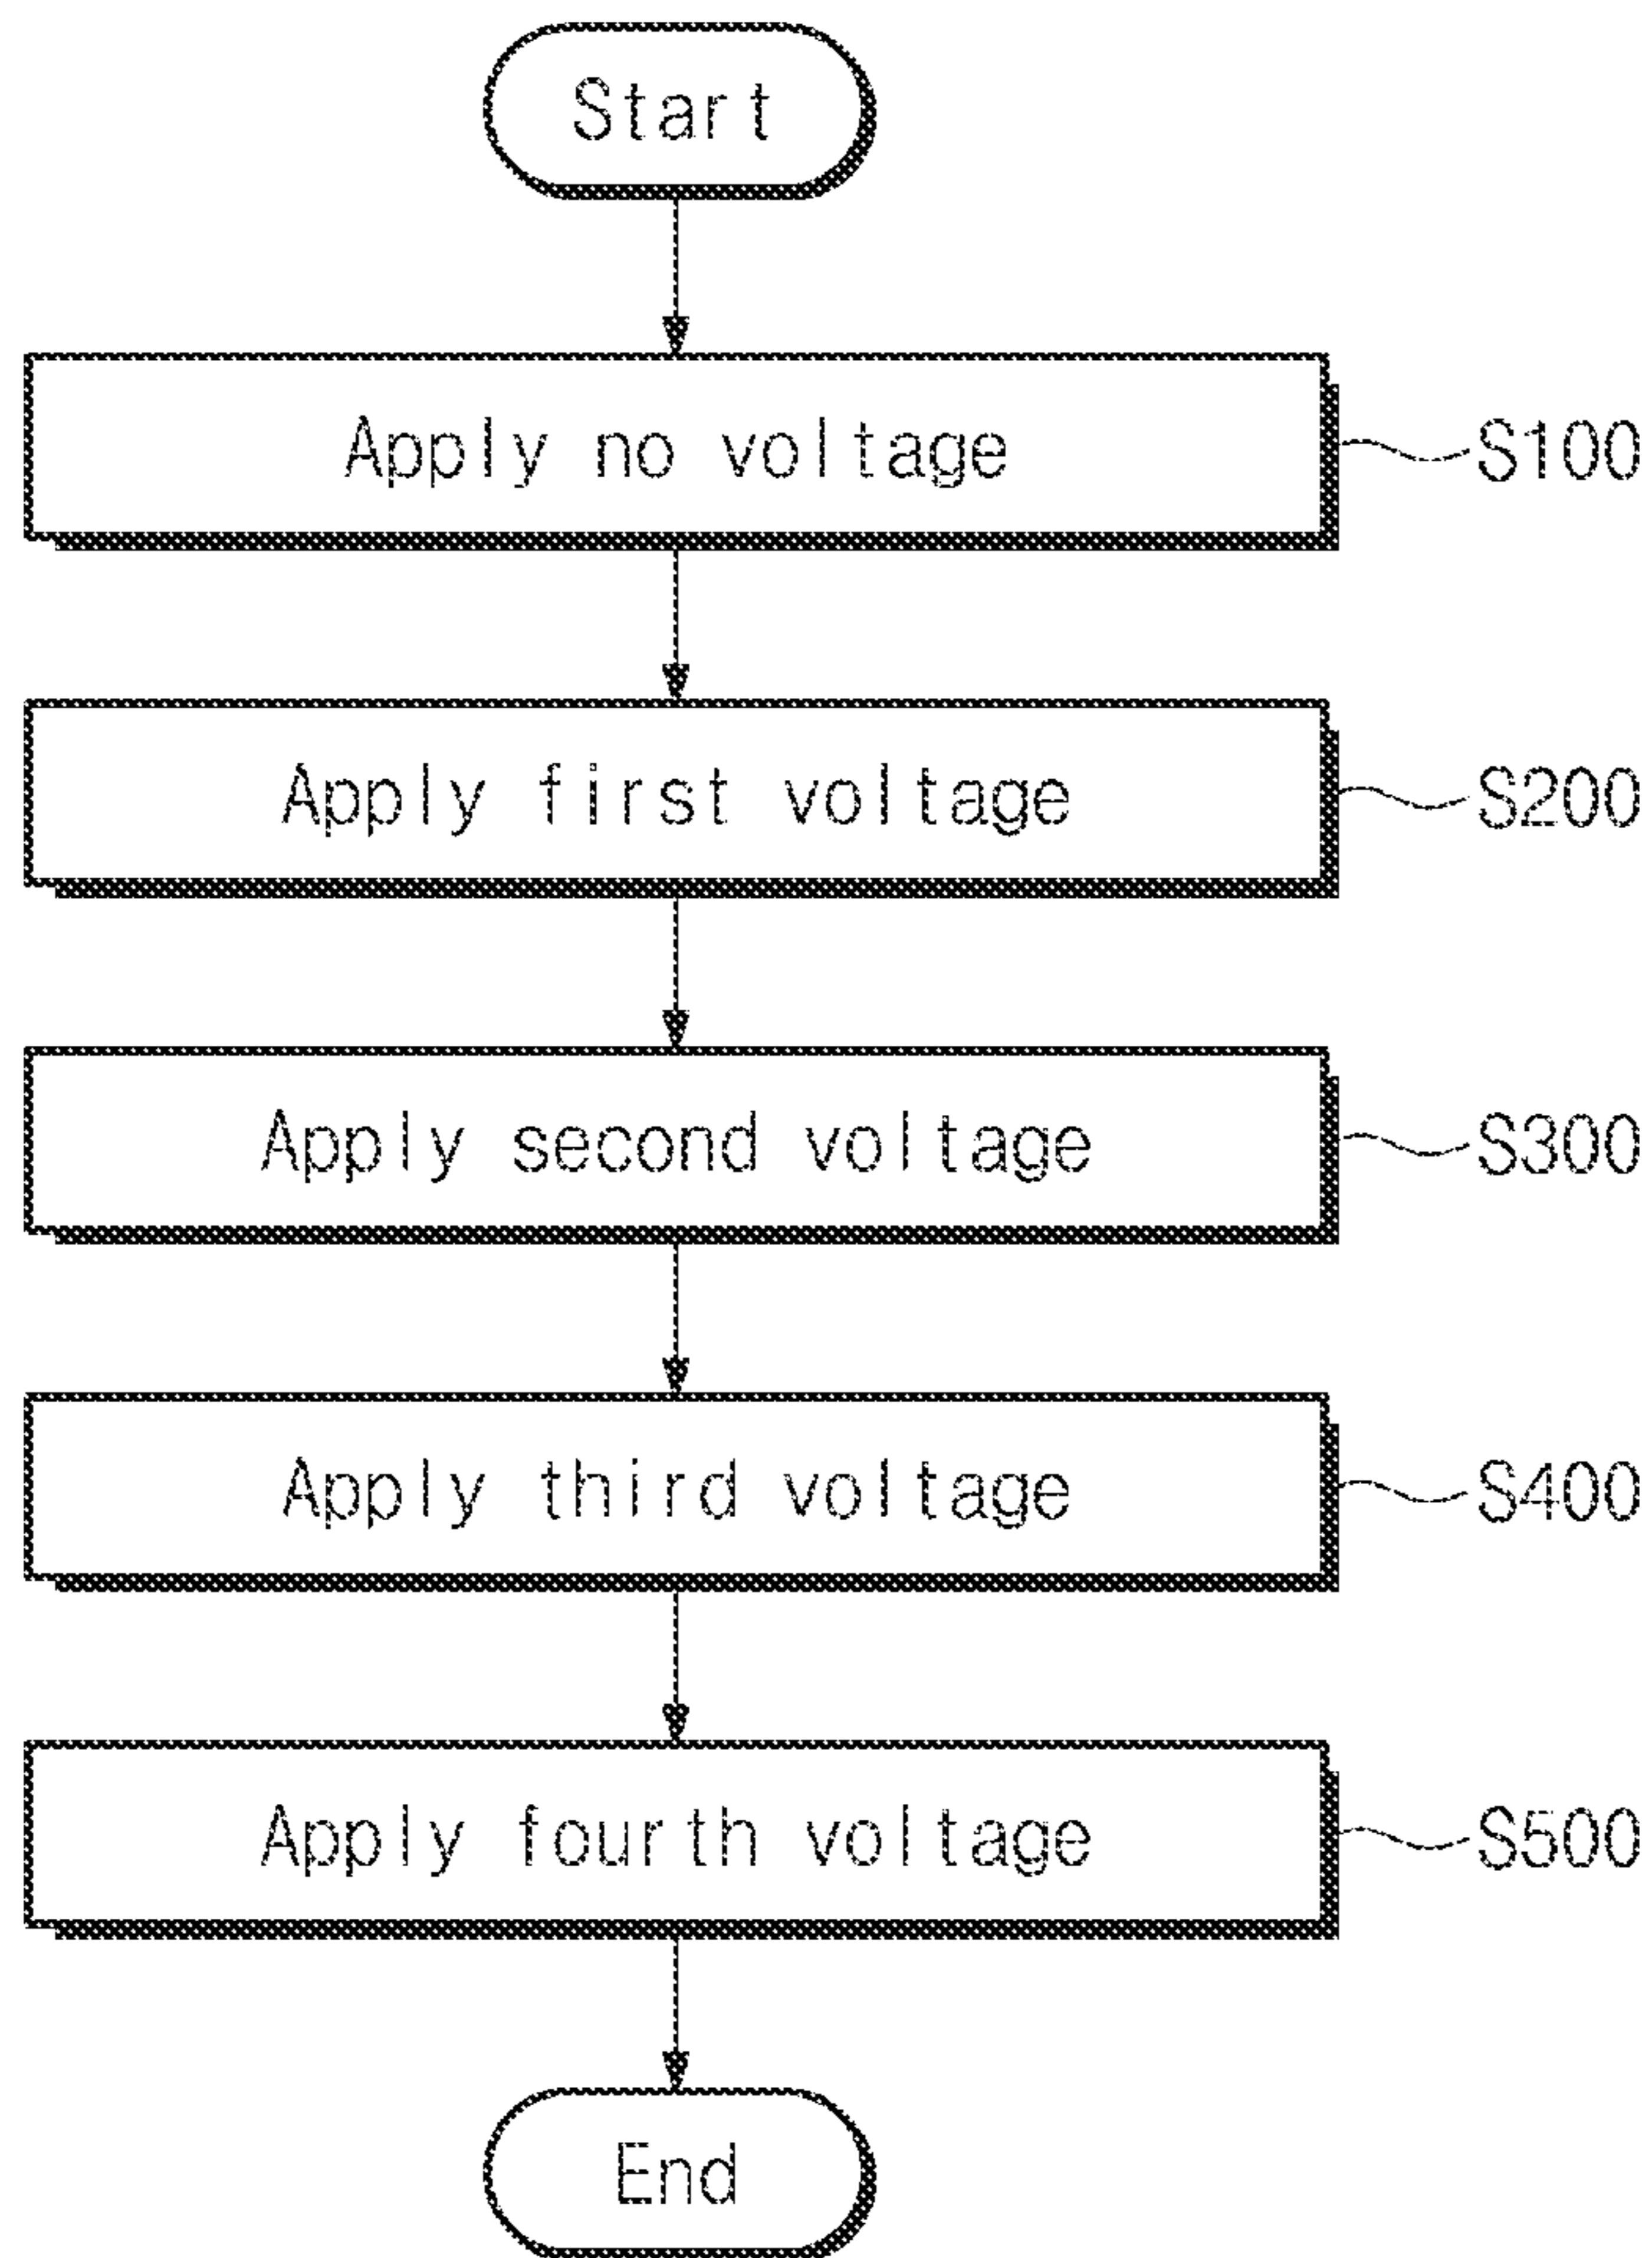 Start
Apply no voltage
S100
Apply first voltage
S200
Apply second voltage
S300
Apply third voltage
S400
Apply fourth voltage
S500
End